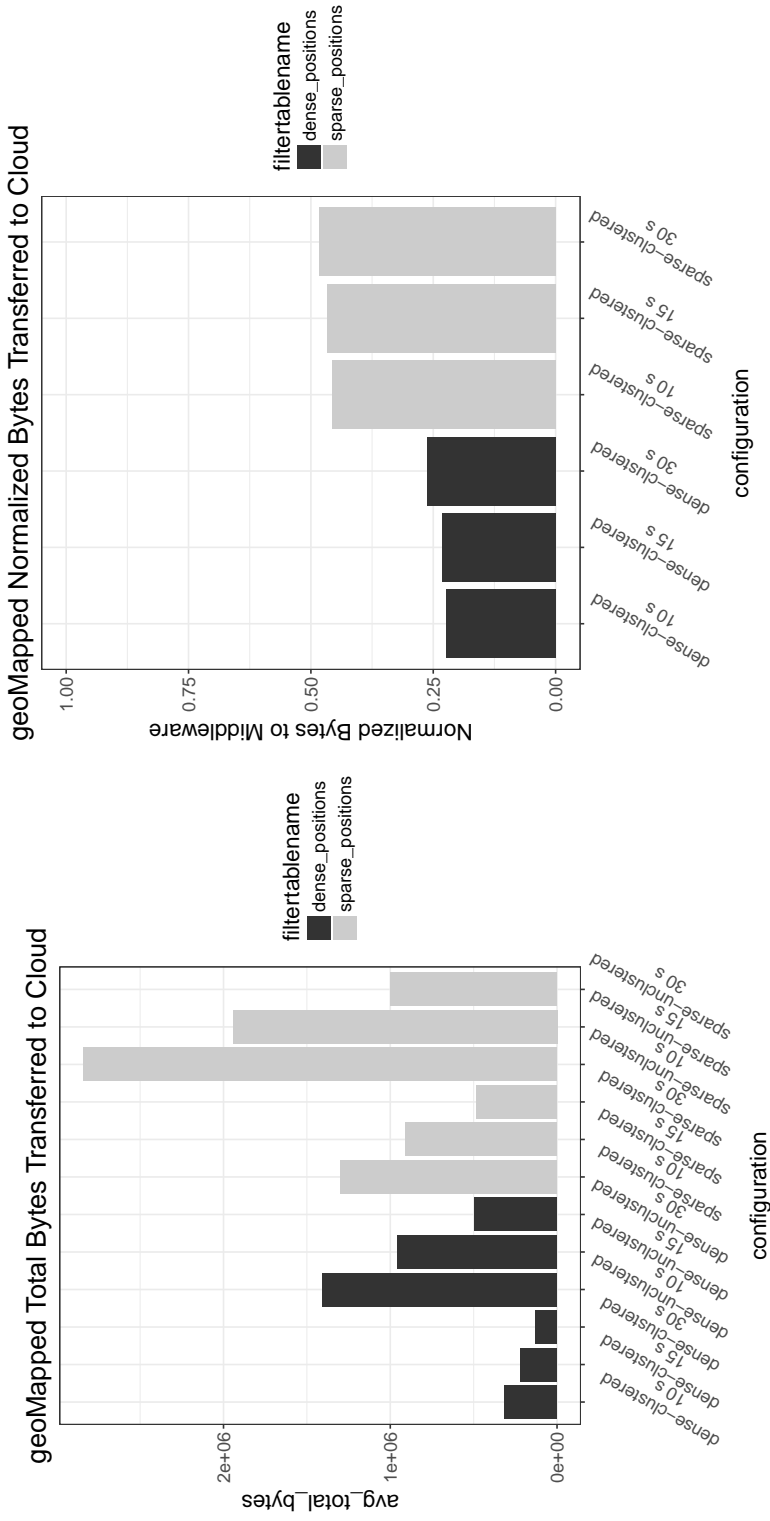 geoMapped Total Bytes Transferred to Cloud
avg_total_bytes
2e+06
1e+06
0e+00
10 s
dense−clustered
15 s
dense−clustered
30 s
dense−clustered
10 s
dense−unclustered
15 s
dense−unclustered
30 s
dense−unclustered
10 s
sparse−clustered
15 s
sparse−clustered
30 s
sparse−clustered
10 s
sparse−unclustered
15 s
sparse−unclustered
30 s
sparse−unclustered
configuration
filtertablename
dense_positions
sparse_positions
geoMapped Normalized Bytes Transferred to Cloud
Normalized Bytes to Middleware
1.00
0.75
0.50
0.25
0.00
10 s
dense−clustered
15 s
dense−clustered
30 s
dense−clustered
10 s
sparse−clustered
15 s
sparse−clustered
30 s
sparse−clustered
configuration
filtertablename
dense_positions
sparse_positions